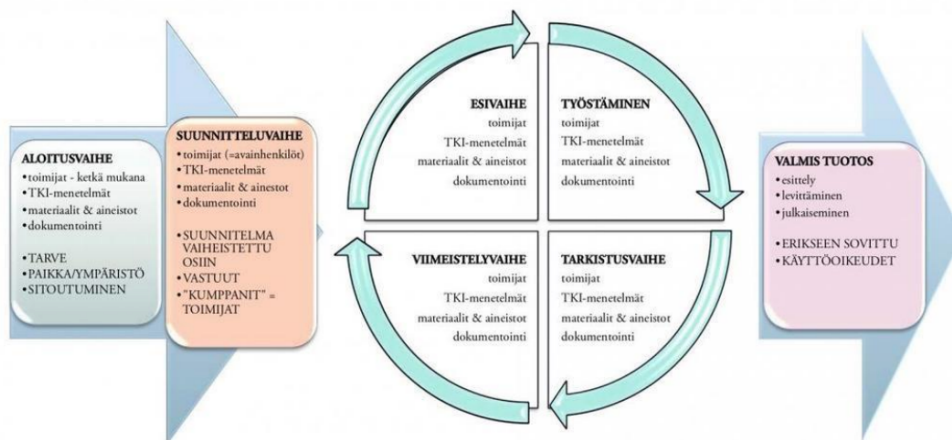 ALOITUSVAIHE
•toimijat - ketkä mukana
•TKI-menetelmät
•materiaalit & aineistot
•dokumentointi
•TARVE
•PAIKKA/YMPÄRISTÖ
•SITOUTUMINEN
SUUNNITTELUVAIHE
•toimijat (=avainhenkilöt)
•TKI-menetelmät
•materiaalit & ainestot
•dokumentointi
•SUUNNITELMA
VAIHEISTETTU
OSIIN
•VASTUUT
•"KUMPPANIT" =
TOIMIJAT
ESIVAIHE
toimijat
TKI-menetelmät
materiaalit & aineistot
dokumentointi
TYÖSTÄMINEN
toimijat
TKI-menetelmät
materiaalit & aineistot
dokumentointi
VIIMEISTELYVAIHE
toimijat
TKI-menetelmät
materiaalit & aineistot
dokumentointi
TARKISTUSVAIHE
toimijat
TKI-menetelmät
materiaalit & aineistot
dokumentointi
VALMIS TUOTOS
•esittely
•levittäminen
•julkaiseminen
•ERIKSEEN SOVITTU
•KÄYTTÖOIKEUDET